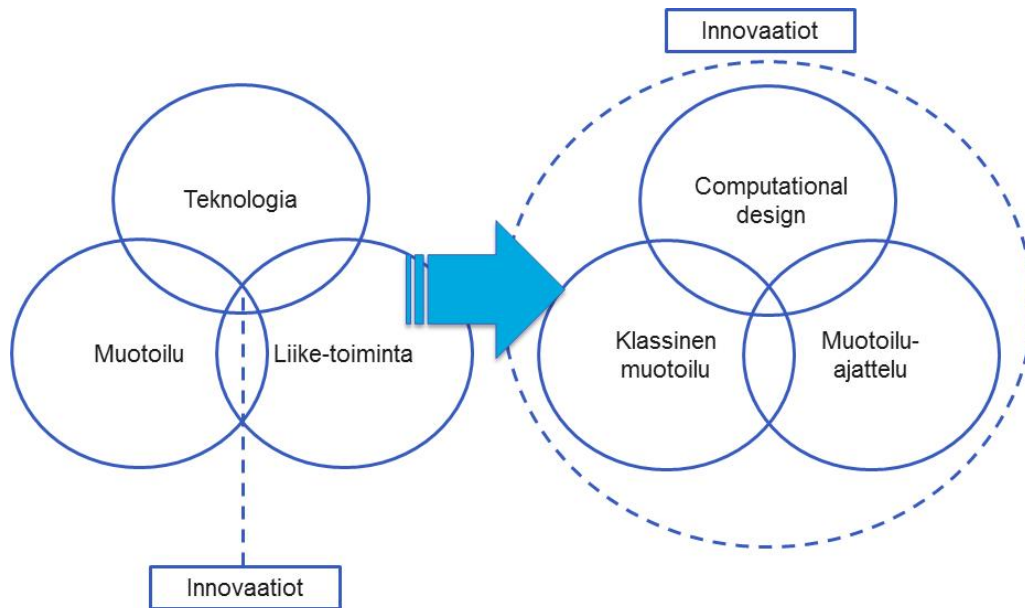 Teknologia
Muotoilu
Liike-toiminta
Innovaatiot
Innovaatiot
Computational
design
Klassinen
muotoilu
Muotoilu-
ajattelu